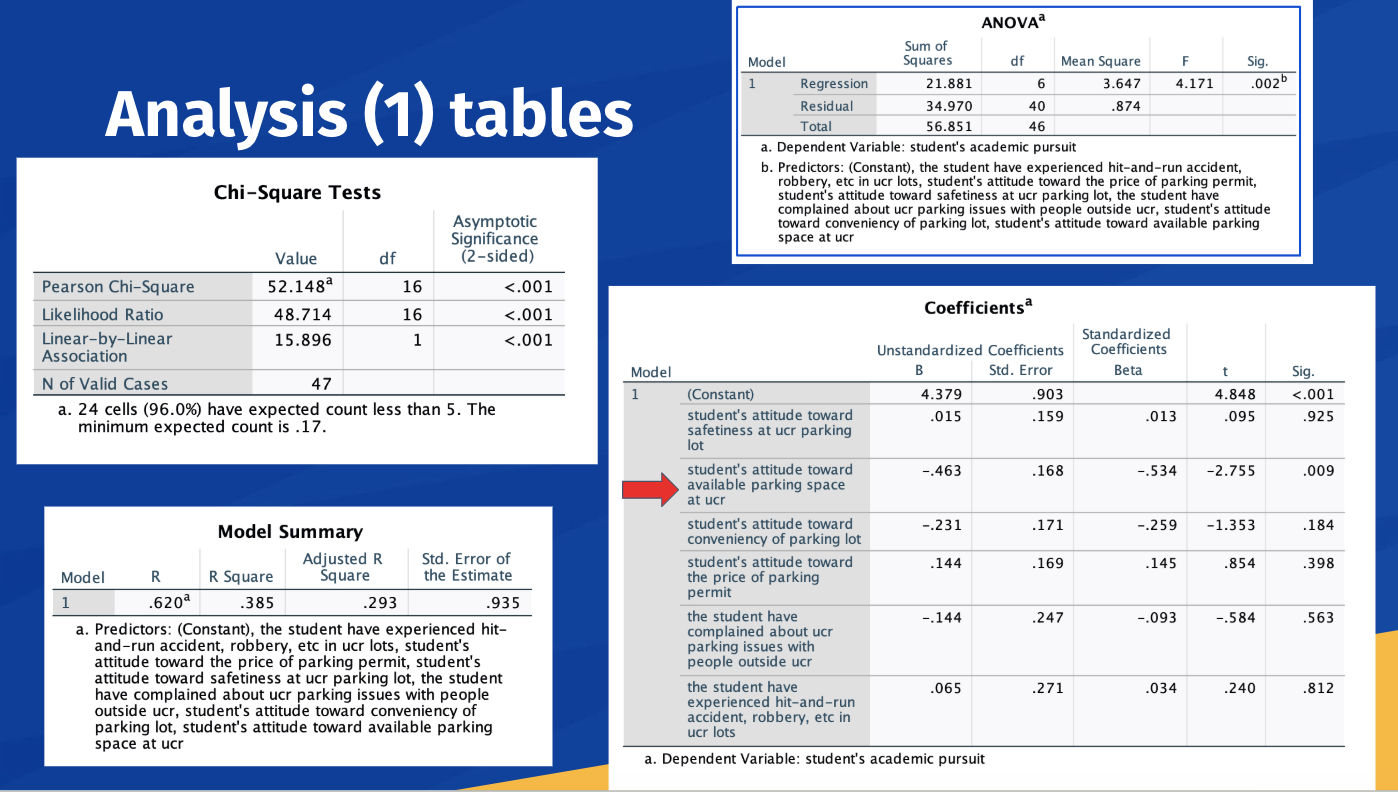 Analysis (1) tables
Chi-Square Tests
Value df Asymptotic Significance (2-sided)
Pearson Chi-Square 52.148a 16 <.001
Likelihood Ratio 48.714 16 <.001
Linear-by-Linear Association 15.896 1 <.001
N of Valid Cases 47
a. 24 cells (96.0%) have expected count less than 5. The
minimum expected count is .17.
Model Summary
Model R R Square Adjusted R Square Std. Error of the Estimate
1 .620a .385 .293 .935
a. Predictors: (Constant), the student have experienced hit-
and-run accident, robbery, etc in ucr lots, student's
attitude toward the price of parking permit, student's
attitude toward safetiness at ucr parking lot, the student
have complained about ucr parking issues with people
outside ucr, student's attitude toward conveniency of
parking lot, student's attitude toward available parking
space at ucr
ANOVAa
Model Sum of Squares df Mean Square F Sig.
1 Regression 21.881 6 3.647 4.171 .002b
Residual 34.970 40 .874
Total 56.851 46
a. Dependent Variable: student's academic pursuit
b. Predictors: (Constant), the student have experienced hit-and-run accident,
robbery, etc in ucr lots, student's attitude toward the price of parking permit,
student's attitude toward safetiness at ucr parking lot, the student have
complained about ucr parking issues with people outside ucr, student's attitude
toward conveniency of parking lot, student's attitude toward available parking
space at ucr
Coefficientsa
Unstandardized Coefficients Standardized Coefficients
Model B Std. Error Beta t Sig.
1 (Constant) 4.379 .903 4.848 <.001
student's attitude toward safetiness at ucr parking lot .015 .159 .013 .095 .925
student's attitude toward available parking space at ucr -.463 .168 -.534 -2.755 .009
student's attitude toward conveniency of parking lot -.231 .171 -.259 -1.353 .184
student's attitude toward the price of parking permit .144 .169 .145 .854 .398
the student have complained about ucr parking issues with people outside ucr -.144 .247 -.093 -.584 .563
the student have experienced hit-and-run accident, robbery, etc in ucr lots .065 .271 .034 .240 .812
a. Dependent Variable: student's academic pursuit